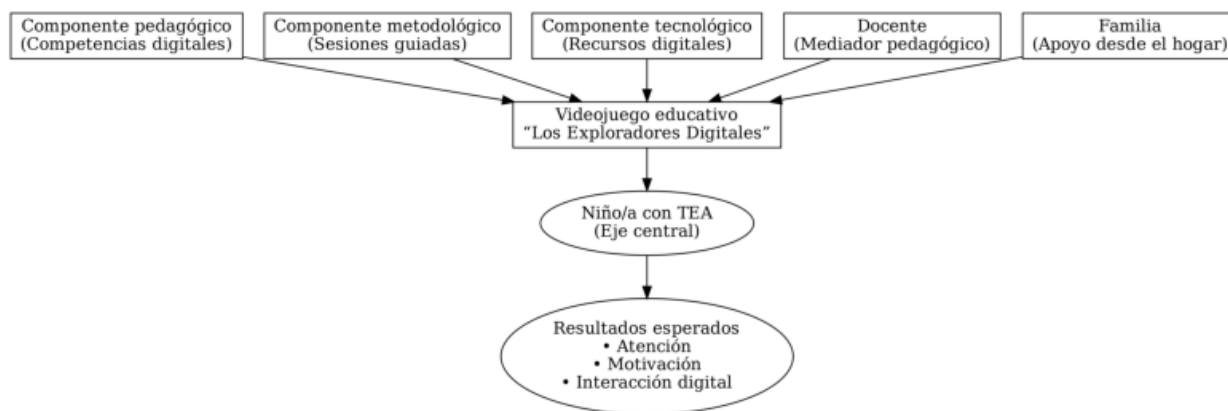 Componente pedagógico
(Competencias digitales)
Componente metodológico
(Sesiones guiadas)
Componente tecnológico
(Recursos digitales)
Docente
(Mediador pedagógico)
Familia
(Apoyo desde el hogar)
Videojuego educativo
“Los Exploradores Digitales”
Niño/a con TEA
(Eje central)
Resultados esperados
• Atención
• Motivación
• Interacción digital